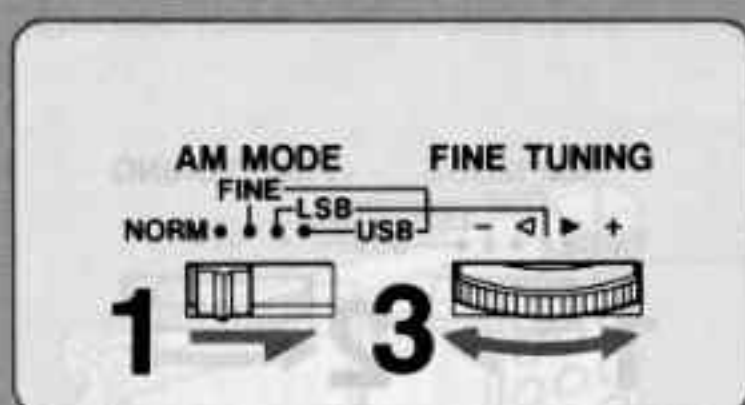 AM MODE FINE TUNING
FINE
LSB
NORM USB - ◁ ▶ +
1 3